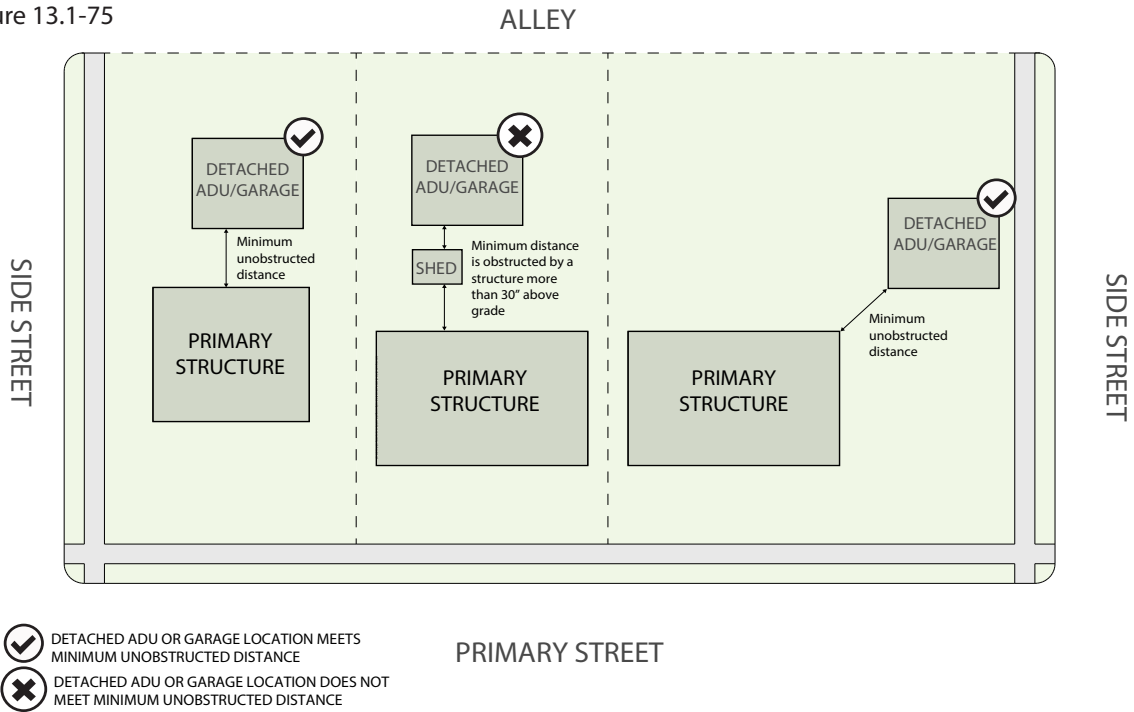 ure 13.1-75
ALLEY
DETACHED
ADU/GARAGE
Minimum
unobstructed
distance
PRIMARY
STRUCTURE
DETACHED
ADU/GARAGE
SHED
Minimum distance
is obstructed by a
structure more
than 30" above
grade
PRIMARY
STRUCTURE
DETACHED
ADU/GARAGE
Minimum
unobstructed
distance
PRIMARY
STRUCTURE
SIDE STREET
SIDE STREET
PRIMARY STREET
DETACHED ADU OR GARAGE LOCATION MEETS
MINIMUM UNOBSTRUCTED DISTANCE
DETACHED ADU OR GARAGE LOCATION DOES NOT
MEET MINIMUM UNOBSTRUCTED DISTANCE